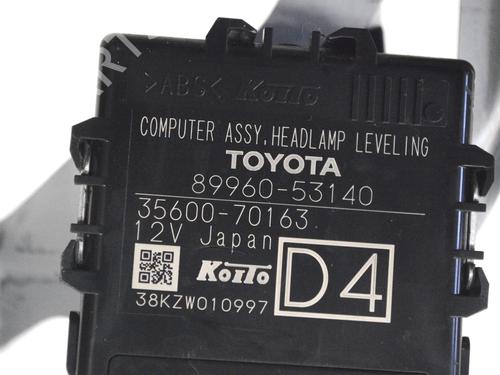 >ABS< KOITO
COMPUTER ASSY, HEADLAMP LEVELING
TOYOTA
89960-53140
35600-70163
12V Japan
KOITO D4
38KZW010997